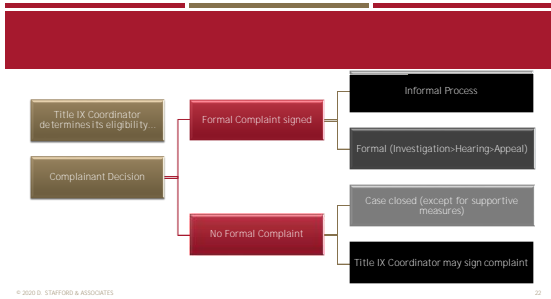 Title IX Coordinator
determines its eligibility...
Complainant Decision
Formal Complaint signed
No Formal Complaint
Informal Process
Formal (Investigation>Hearing>Appeal)
Case closed (except for supportive
measures)
Title IX Coordinator may sign complaint
© 2020 D. STAFFORD & ASSOCIATES
22